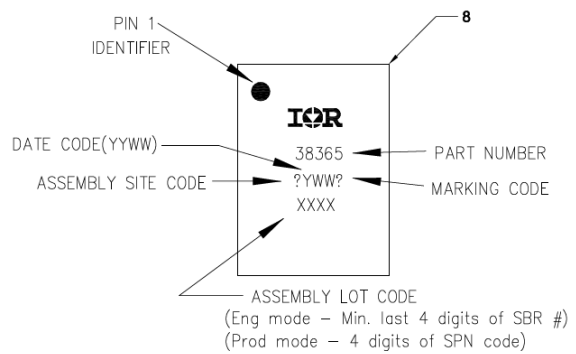 PIN 1
IDENTIFIER
8
IOR
DATE CODE(YYWW)
38365
PART NUMBER
ASSEMBLY SITE CODE
?YWW?
MARKING CODE
XXXX
ASSEMBLY LOT CODE
(Eng mode – Min. last 4 digits of SBR #)
(Prod mode – 4 digits of SPN code)